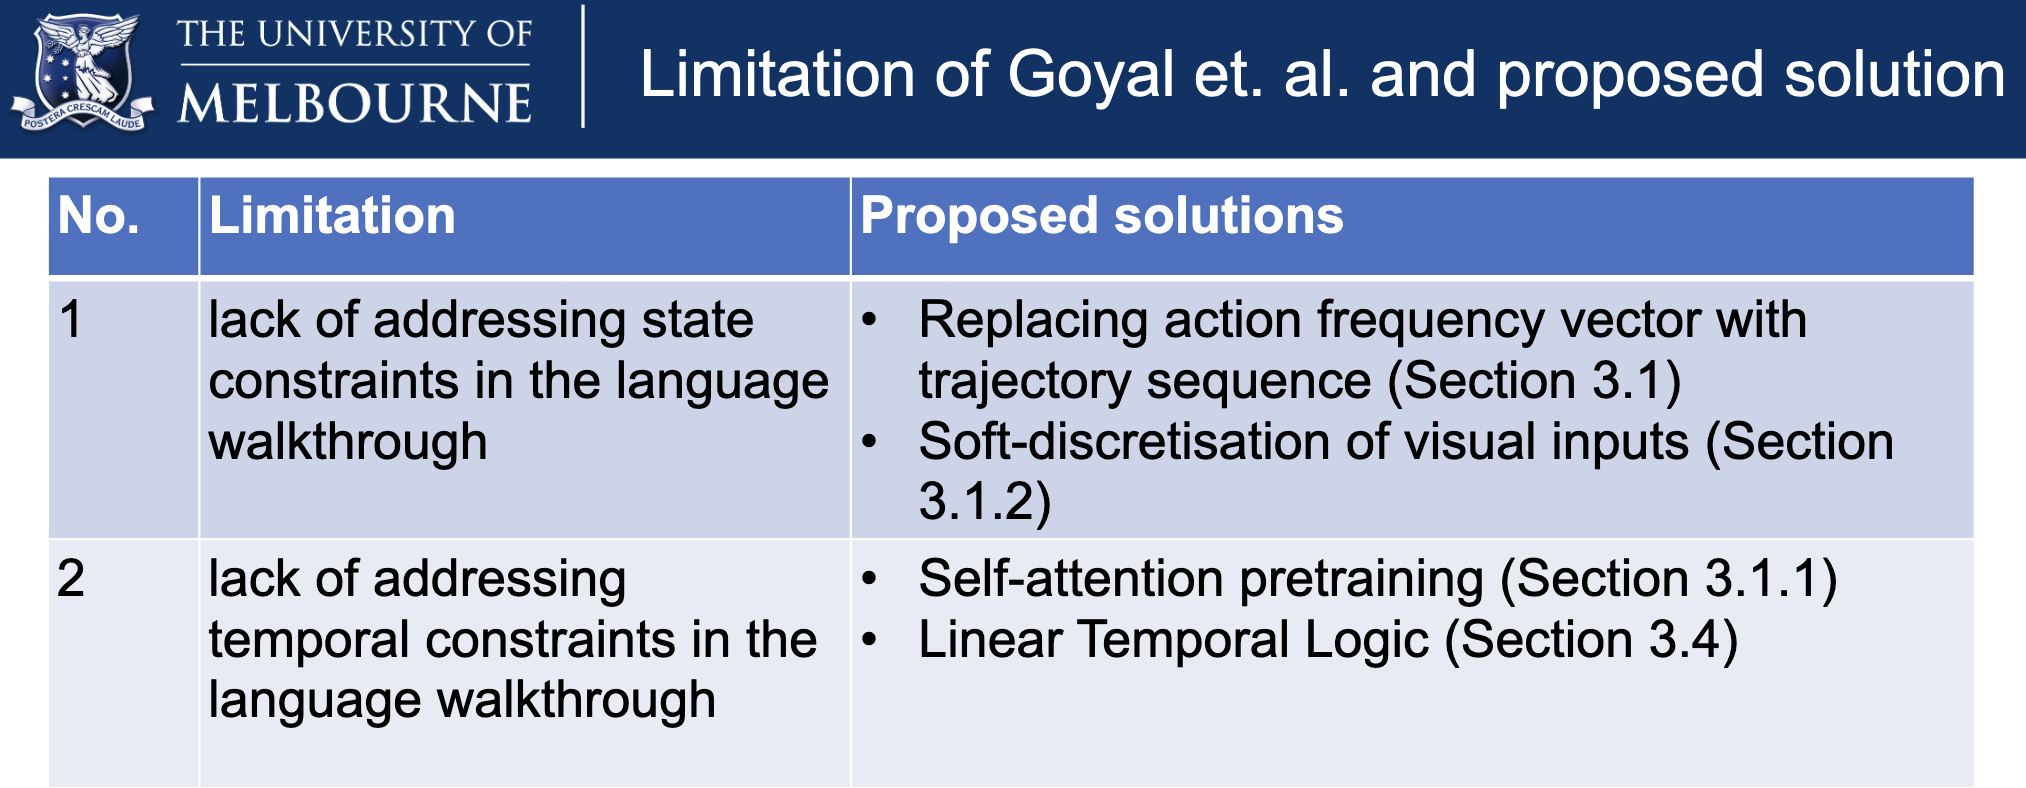 THE UNIVERSITY OF
MELBOURNE
POSTERA CRESCAM LAUDE
Limitation of Goyal et. al. and proposed solution
No.
Limitation
Proposed solutions
1
lack of addressing state
constraints in the language
walkthrough
• Replacing action frequency vector with
trajectory sequence (Section 3.1)
• Soft-discretisation of visual inputs (Section
3.1.2)
2
lack of addressing
temporal constraints in the
language walkthrough
• Self-attention pretraining (Section 3.1.1)
• Linear Temporal Logic (Section 3.4)